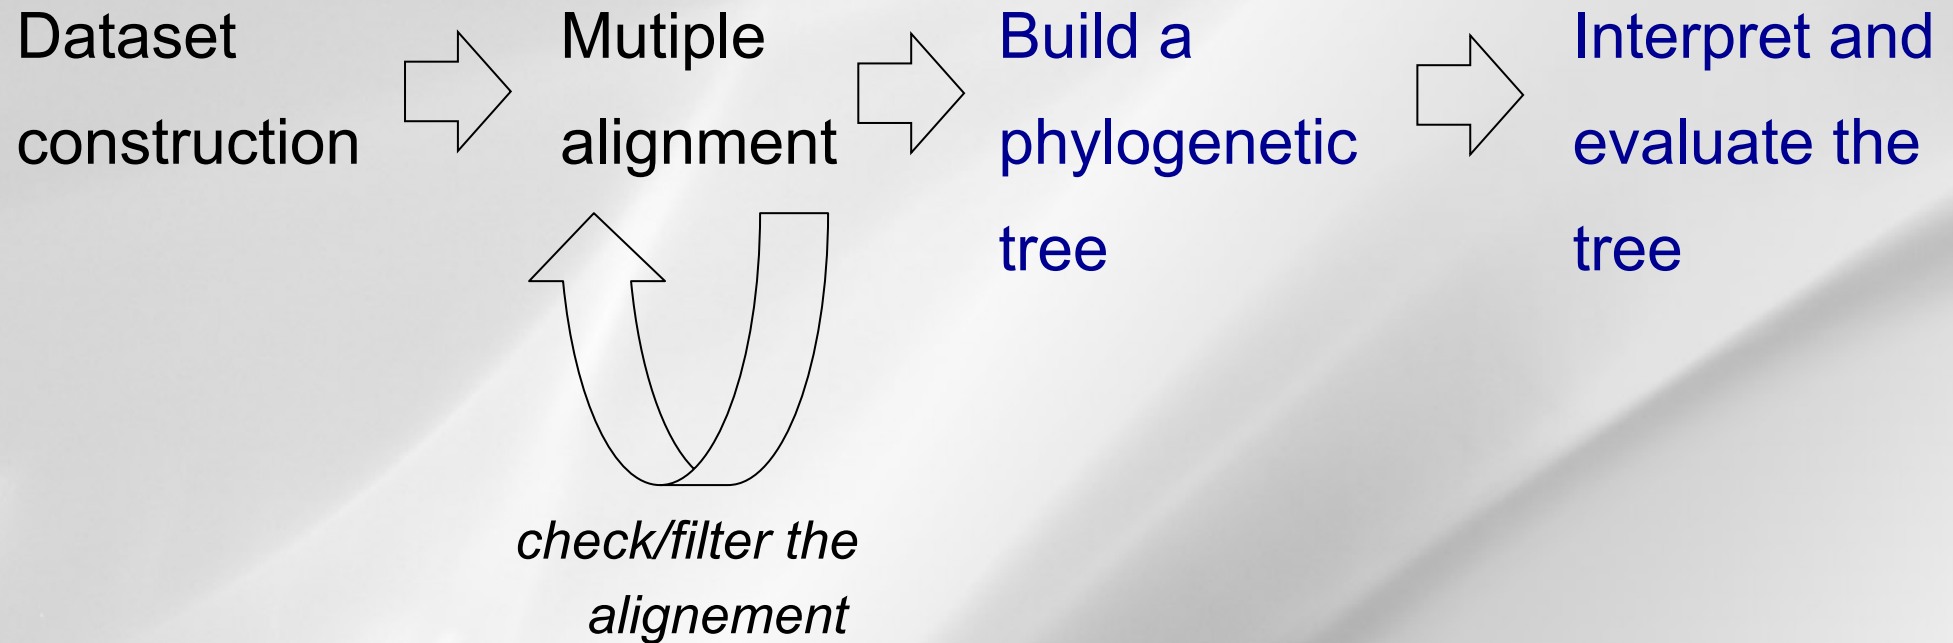 Dataset
construction
Mutiple
alignment
Build a
phylogenetic
tree
Interpret and
evaluate the
tree
check/filter the
alignement